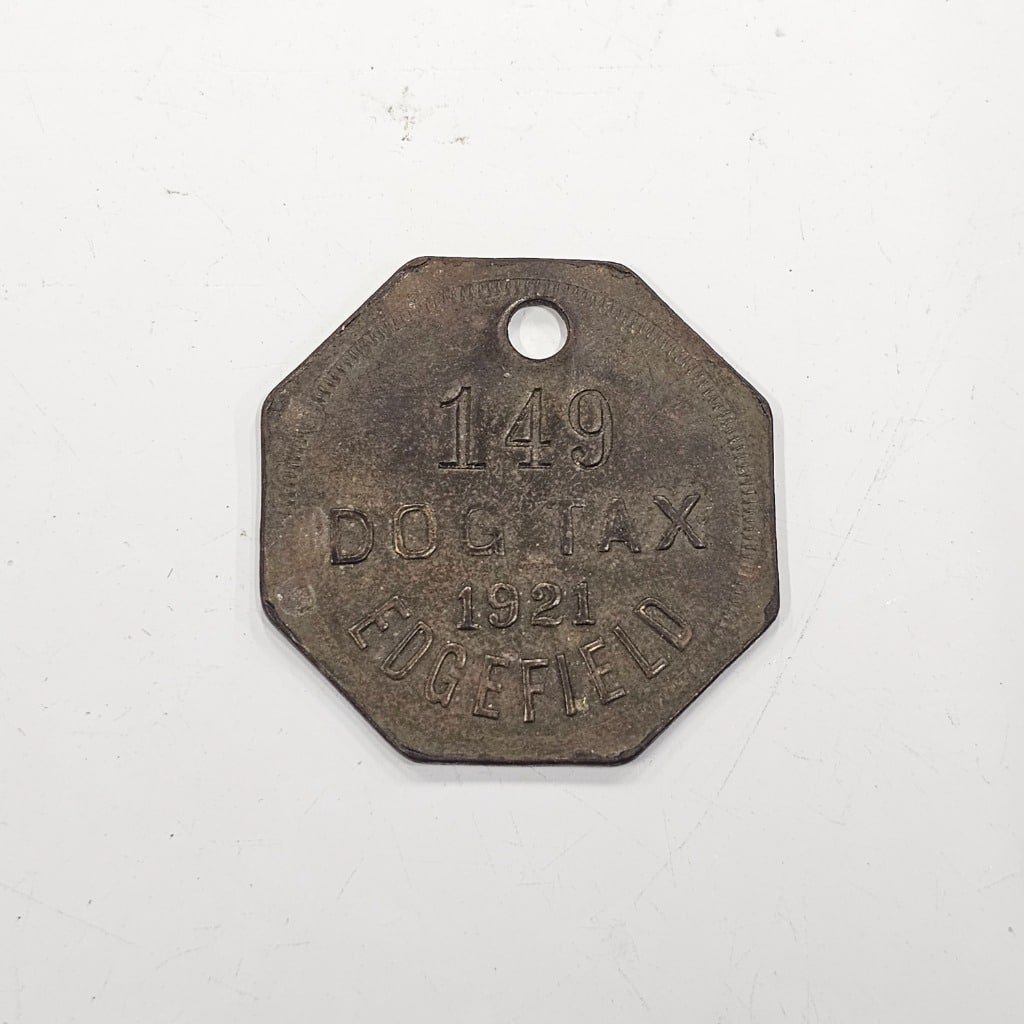 149
DOG TAX
1921
EDGEFIELD